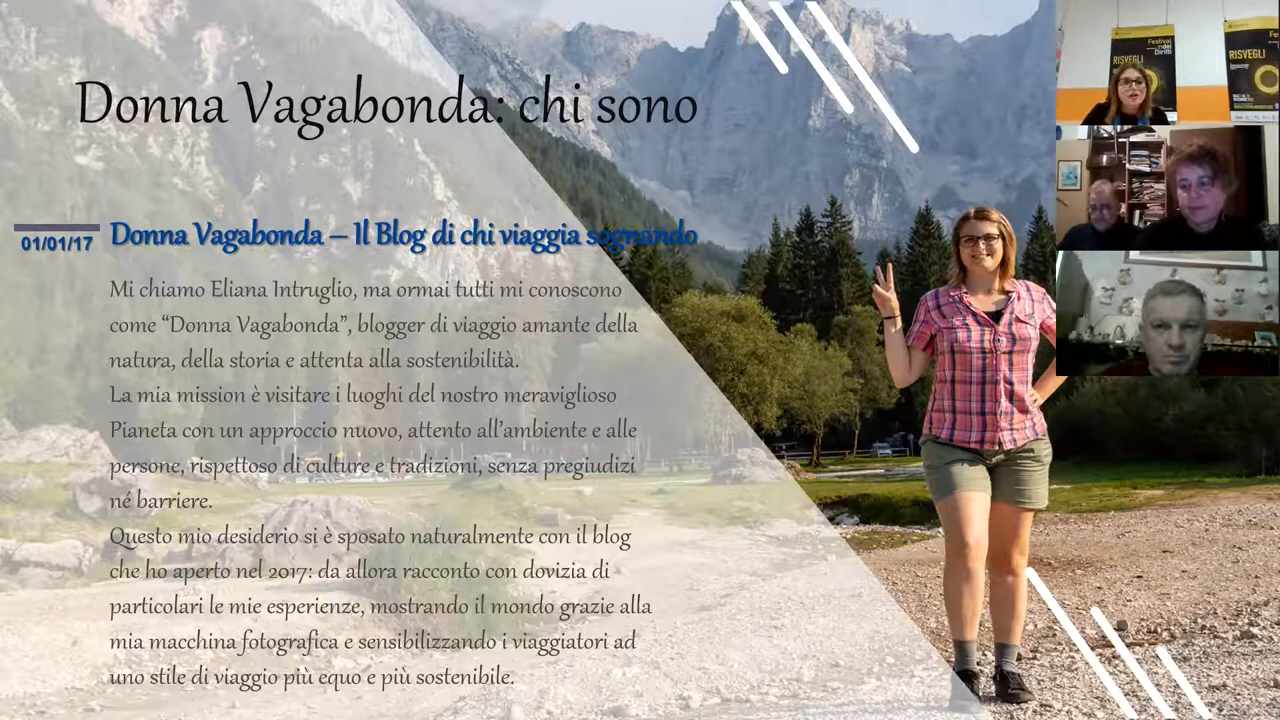 Donna Vagabonda: chi sono
01/01/17
Donna Vagabonda – Il Blog di chi viaggia sognando
Mi chiamo Eliana Intruglio, ma ormai tutti mi conoscono
come “Donna Vagabonda”, blogger di viaggio amante della
natura, della storia e attenta alla sostenibilità.
La mia mission è visitare i luoghi del nostro meraviglioso
Pianeta con un approccio nuovo, attento all’ambiente e alle
persone, rispettoso di culture e tradizioni, senza pregiudizi
né barriere.
Questo mio desiderio si è sposato naturalmente con il blog
che ho aperto nel 2017: da allora racconto con dovizia di
particolari le mie esperienze, mostrando il mondo grazie alla
mia macchina fotografica e sensibilizzando i viaggiatori ad
uno stile di viaggio più equo e più sostenibile.
Festival
dei
Diritti
RISVEGLI
Fes
RISVEGLI